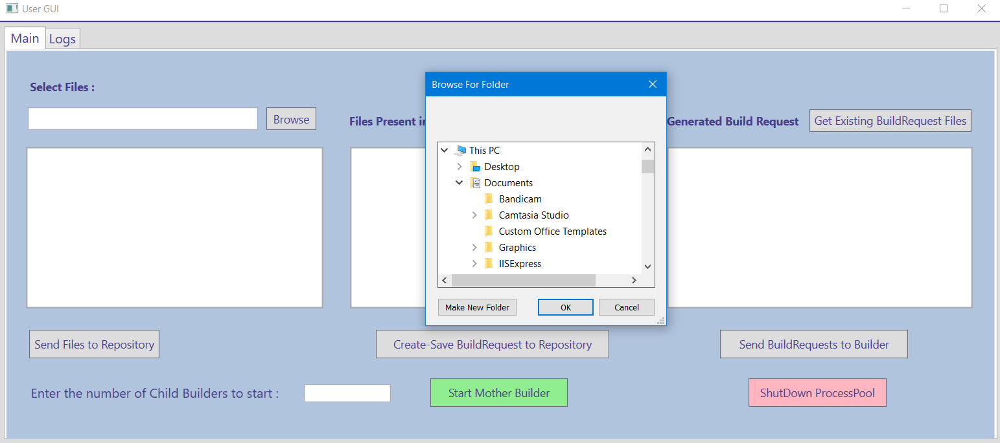 User GUI
Main
Logs
Select Files :
Browse
Files Present
Generated Build Request
Get Existing BuildRequest Files
Browse For Folder
This PC
Desktop
Documents
Bandicam
Camtasia Studio
Custom Office Templates
Graphics
IISExpress
Make New Folder
OK
Cancel
Send Files to Repository
Create-Save BuildRequest to Repository
Send BuildRequests to Builder
Enter the number of Child Builders to start :
Start Mother Builder
ShutDown ProcessPool